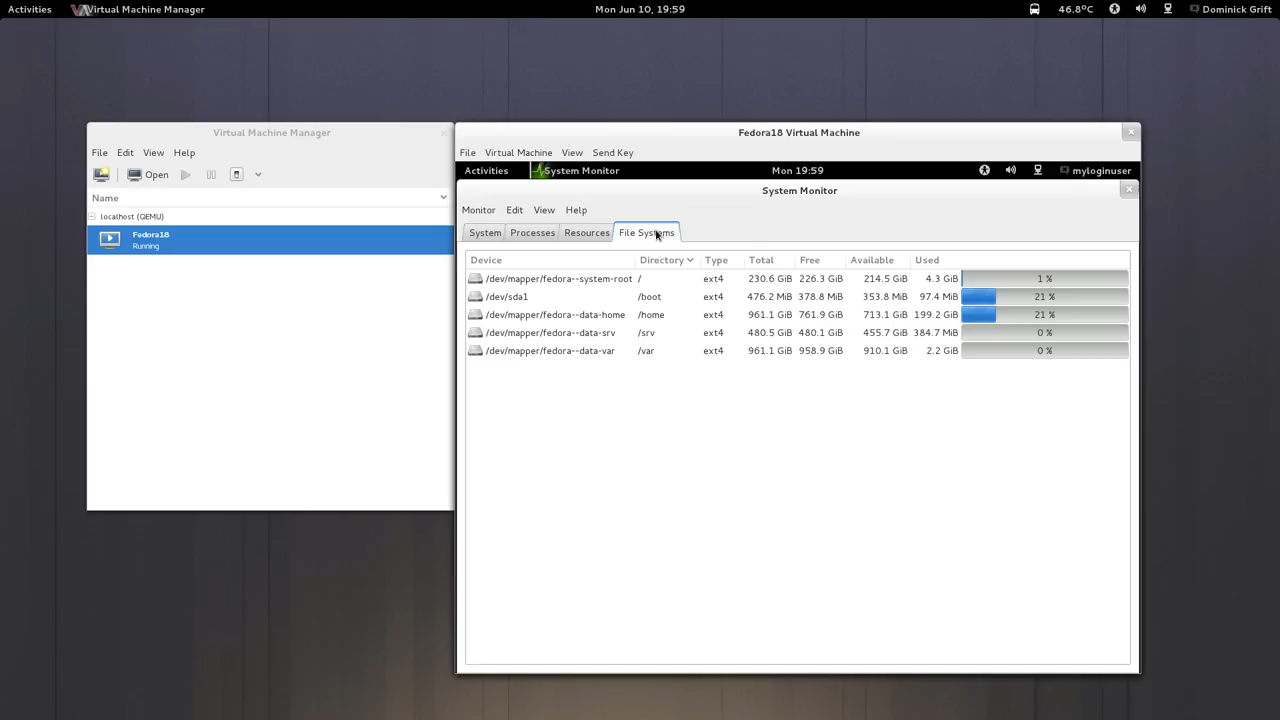 Activities Virtual Machine Manager Mon Jun 10, 19:59 46.8°C Dominick Grift
Virtual Machine Manager
File Edit View Help
Open
Name
localhost (QEMU)
Fedora18
Running
Fedora18 Virtual Machine
File Virtual Machine View Send Key
Activities System Monitor Mon 19:59 myloginuser
System Monitor
Monitor Edit View Help
System Processes Resources File Systems
Device Directory Type Total Free Available Used
/dev/mapper/fedora--system-root / ext4 230.6 GiB 226.3 GiB 214.5 GiB 4.3 GiB 1 %
/dev/sda1 /boot ext4 476.2 MiB 378.8 MiB 353.8 MiB 97.4 MiB 21 %
/dev/mapper/fedora--data-home /home ext4 961.1 GiB 761.9 GiB 713.1 GiB 199.2 GiB 21 %
/dev/mapper/fedora--data-srv /srv ext4 480.5 GiB 480.1 GiB 455.7 GiB 384.7 MiB 0 %
/dev/mapper/fedora--data-var /var ext4 961.1 GiB 958.9 GiB 910.1 GiB 2.2 GiB 0 %